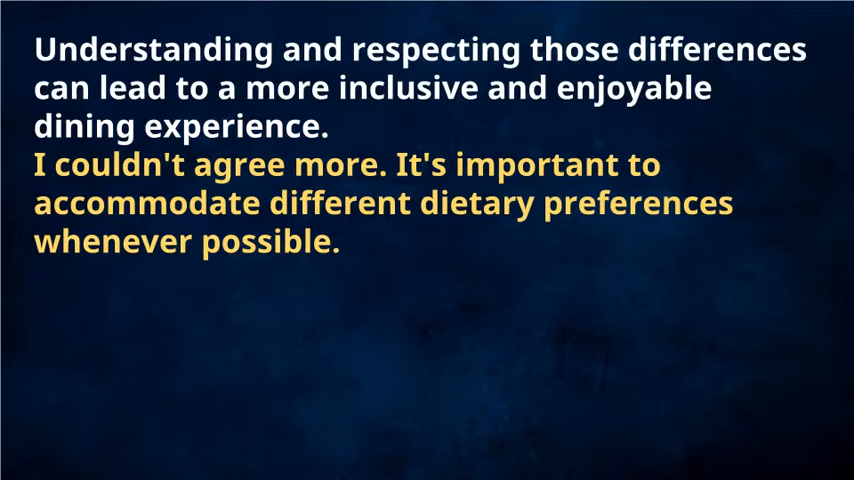 Understanding and respecting those differences
can lead to a more inclusive and enjoyable
dining experience.
I couldn't agree more. It's important to
accommodate different dietary preferences
whenever possible.